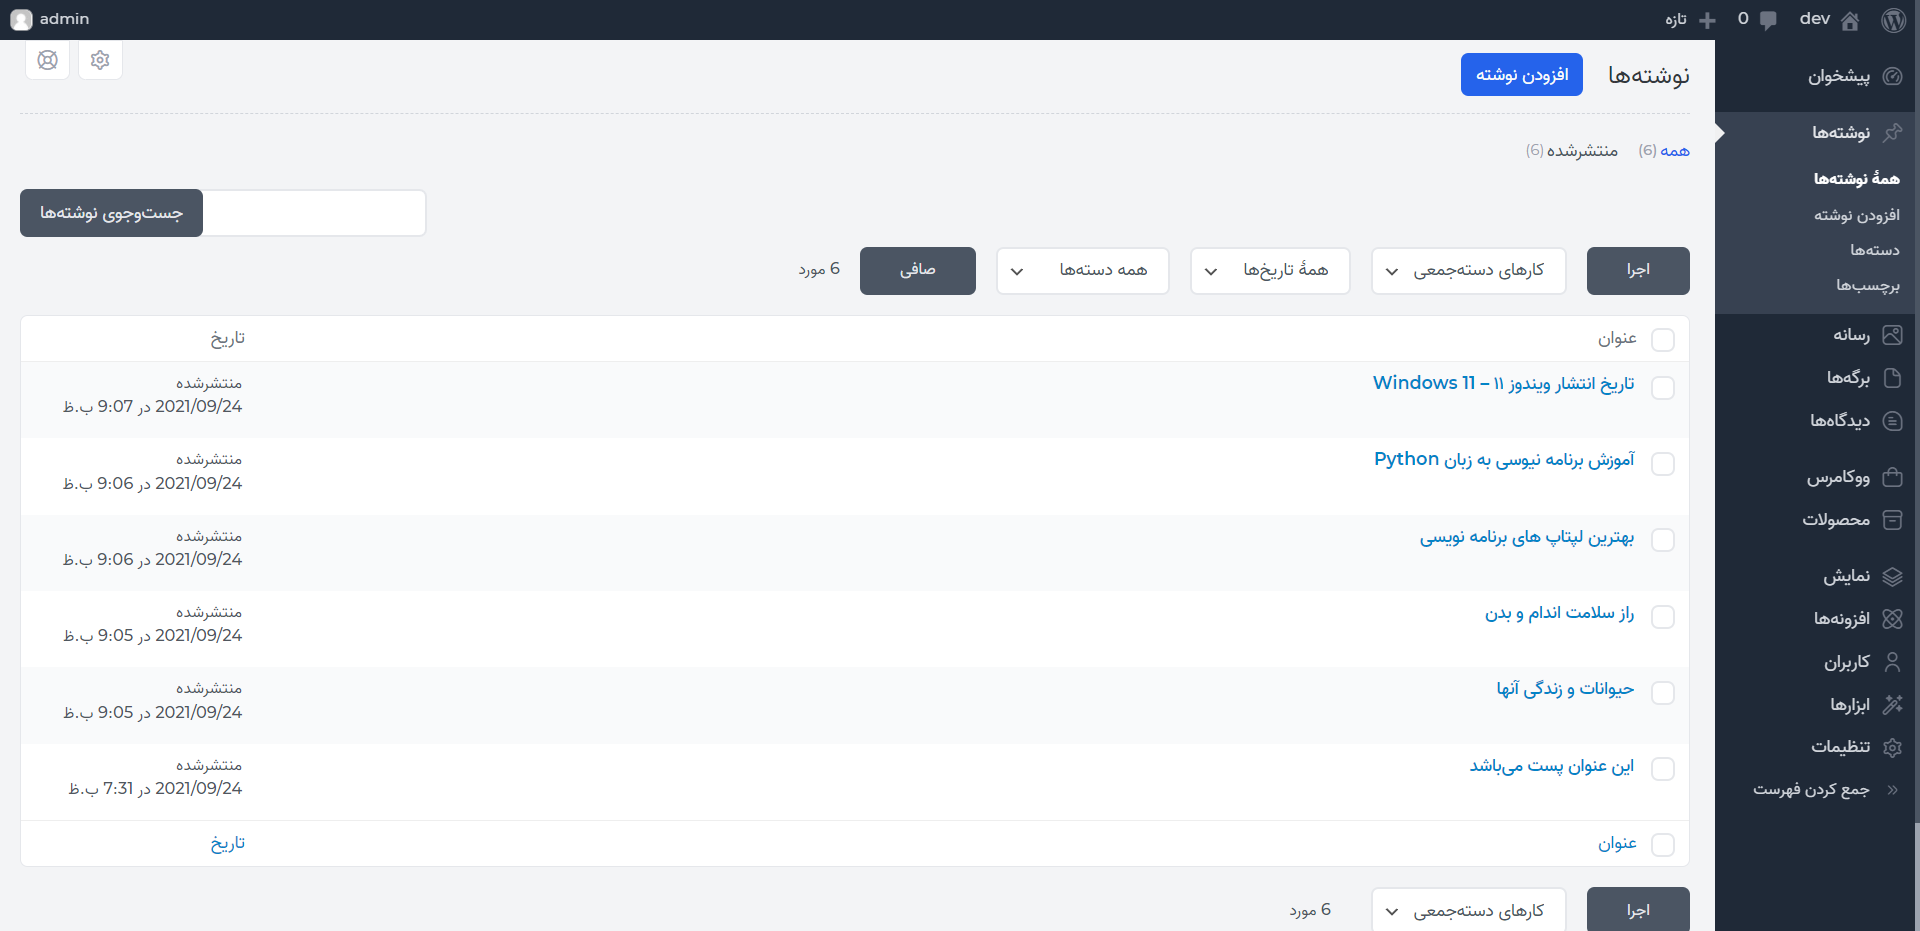 dev
0
تازه
admin
پیشخوان
نوشته‌ها
همهٔ نوشته‌ها
افزودن نوشته
دسته‌ها
برچسب‌ها
رسانه
برگه‌ها
دیدگاه‌ها
ووکامرس
محصولات
نمایش
افزونه‌ها
کاربران
ابزارها
تنظیمات
جمع کردن فهرست
نوشته‌ها افزودن نوشته
همه (6) منتشرشده (6)
جست‌وجوی نوشته‌ها
اجرا کارهای دسته‌جمعی همهٔ تاریخ‌ها همه دسته‌ها صافی 6 مورد
عنوان تاریخ
تاریخ انتشار ویندوز ۱۱ – Windows 11 منتشرشده
2021/09/24 در 9:07 ب.ظ
آموزش برنامه نیوسی به زبان Python منتشرشده
2021/09/24 در 9:06 ب.ظ
بهترین لپتاپ های برنامه نویسی منتشرشده
2021/09/24 در 9:06 ب.ظ
راز سلامت اندام و بدن منتشرشده
2021/09/24 در 9:05 ب.ظ
حیوانات و زندگی آنها منتشرشده
2021/09/24 در 9:05 ب.ظ
این عنوان پست می‌باشد منتشرشده
2021/09/24 در 7:31 ب.ظ
عنوان تاریخ
اجرا کارهای دسته‌جمعی 6 مورد